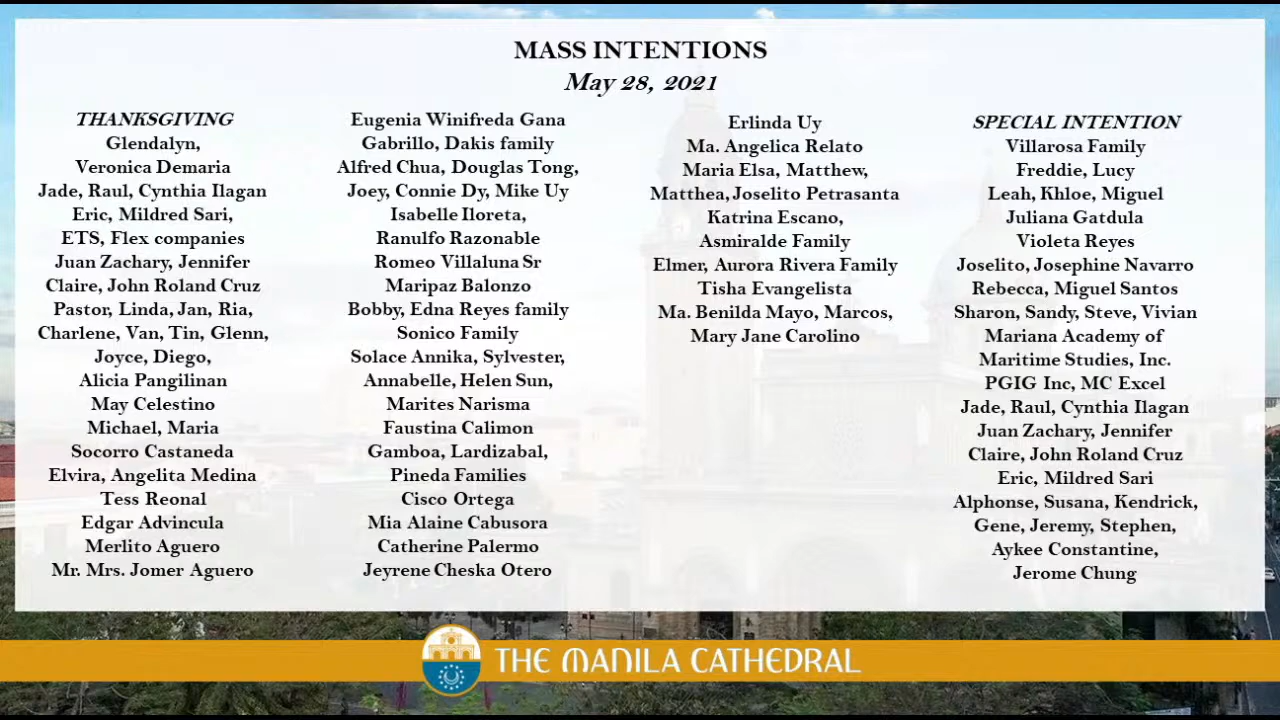 MASS INTENTIONS
May 28, 2021
THANKSGIVING
Glendalyn,
Veronica Demaria
Jade, Raul, Cynthia Ilagan
Eric, Mildred Sari,
ETS, Flex companies
Juan Zachary, Jennifer
Claire, John Roland Cruz
Pastor, Linda, Jan, Ria,
Charlene, Van, Tin, Glenn,
Joyce, Diego,
Alicia Pangilinan
May Celestino
Michael, Maria
Socorro Castaneda
Elvira, Angelita Medina
Tess Reonal
Edgar Advincula
Merlito Aguero
Mr. Mrs. Jomer Aguero
Eugenia Winifreda Gana
Gabrillo, Dakis family
Alfred Chua, Douglas Tong,
Joey, Connie Dy, Mike Uy
Isabelle Iloreta,
Ranulfo Razonable
Romeo Villaluna Sr
Maripaz Balonzo
Bobby, Edna Reyes family
Sonico Family
Solace Annika, Sylvester,
Annabelle, Helen Sun,
Marites Narisma
Faustina Calimon
Gamboa, Lardizabal,
Pineda Families
Cisco Ortega
Mia Alaine Cabusora
Catherine Palermo
Jeyrene Cheska Otero
Erlinda Uy
Ma. Angelica Relato
Maria Elsa, Matthew,
Matthea, Joselito Petrasanta
Katrina Escano,
Asmiralde Family
Elmer, Aurora Rivera Family
Tisha Evangelista
Ma. Benilda Mayo, Marcos,
Mary Jane Carolino
SPECIAL INTENTION
Villarosa Family
Freddie, Lucy
Leah, Khloe, Miguel
Juliana Gatdula
Violeta Reyes
Joselito, Josephine Navarro
Rebecca, Miguel Santos
Sharon, Sandy, Steve, Vivian
Mariana Academy of
Maritime Studies, Inc.
PGIG Inc, MC Excel
Jade, Raul, Cynthia Ilagan
Juan Zachary, Jennifer
Claire, John Roland Cruz
Eric, Mildred Sari
Alphonse, Susana, Kendrick,
Gene, Jeremy, Stephen,
Aykee Constantine,
Jerome Chung
THE MANILA CATHEDRAL